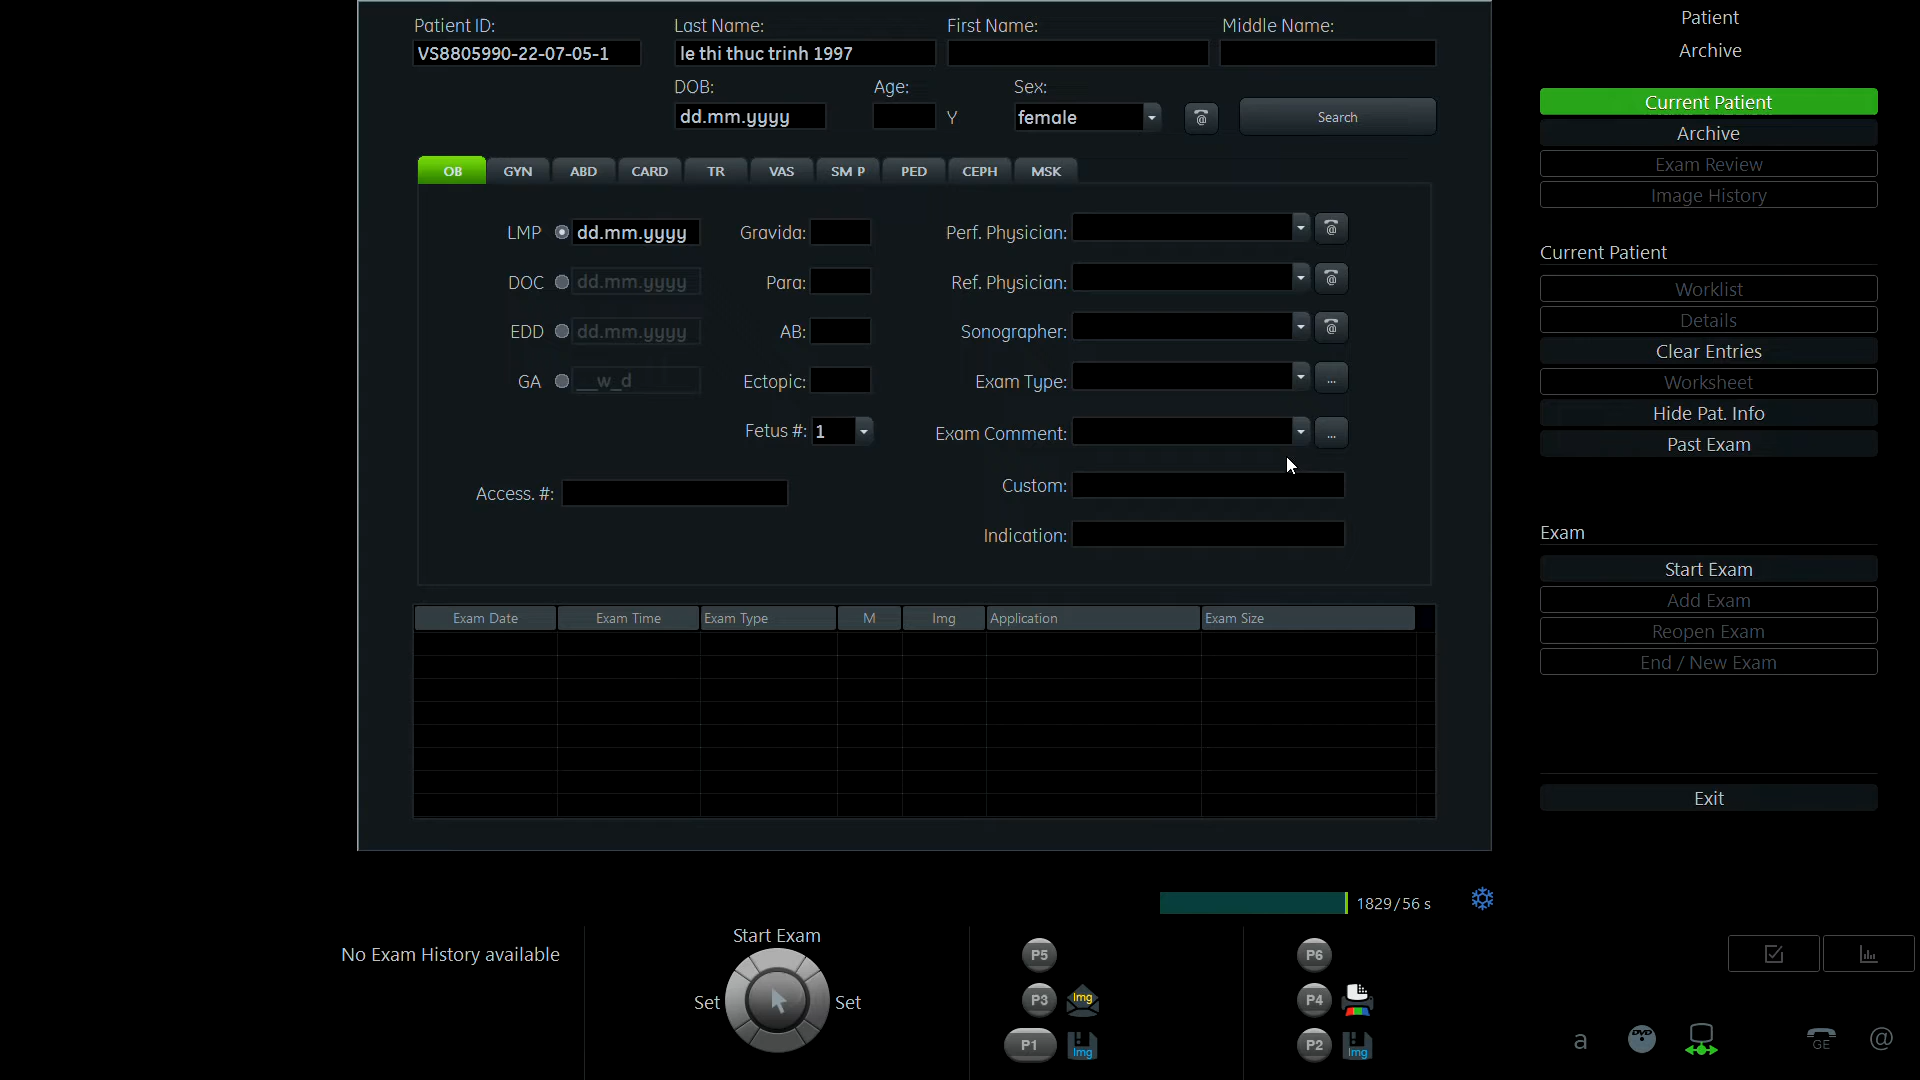 Patient ID: Last Name: First Name: Middle Name:
VS8805990-22-07-05-1 le thi thuc trinh 1997
DOB: Age: Sex:
dd.mm.yyyy Y female Search
OB GYN ABD CARD TR VAS SM P PED CEPH MSK
LMP dd.mm.yyyy Gravida: Perf. Physician:
DOC dd.mm.yyyy Para: Ref. Physician:
EDD dd.mm.yyyy AB: Sonographer:
GA __w_d Ectopic: Exam Type: ...
Fetus #: 1 Exam Comment: ...
Access. #: Custom:
Indication:
Exam Date Exam Time Exam Type M Img Application Exam Size
1829/56 s
Patient
Archive
Current Patient
Archive
Exam Review
Image History
Current Patient
Worklist
Details
Clear Entries
Worksheet
Hide Pat. Info
Past Exam
Exam
Start Exam
Add Exam
Reopen Exam
End / New Exam
Exit
No Exam History available
Start Exam
Set Set
P5 P6
P3 Img P4
P1 Img P2 Img
a DVD GE @